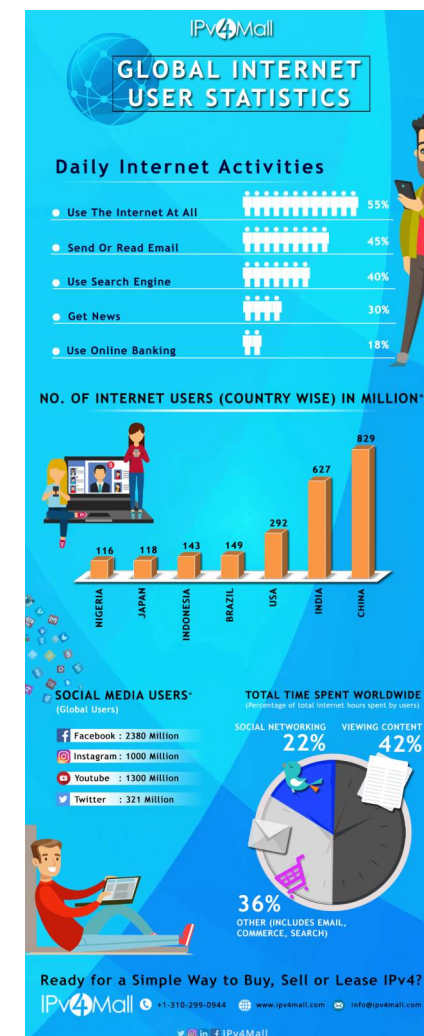 IPv4Mall
GLOBAL INTERNET
USER STATISTICS
Daily Internet Activities
Use The Internet At All 55%
Send Or Read Email 45%
Use Search Engine 40%
Get News 30%
Use Online Banking 18%
NO. OF INTERNET USERS (COUNTRY WISE) IN MILLION*
116 118 143 149 292 627 829
NIGERIA JAPAN INDONESIA BRAZIL USA INDIA CHINA
SOCIAL MEDIA USERS*
(Global Users)
Facebook : 2380 Million
Instagram : 1000 Million
Youtube : 1300 Million
Twitter : 321 Million
TOTAL TIME SPENT WORLDWIDE
(Percentage of total internet hours spent by users)
SOCIAL NETWORKING
22%
VIEWING CONTENT
42%
36%
OTHER (INCLUDES EMAIL,
COMMERCE, SEARCH)
Ready for a Simple Way to Buy, Sell or Lease IPv4?
IPv4Mall +1-310-299-0944 www.ipv4mall.com info@ipv4mall.com
IPv4Mall